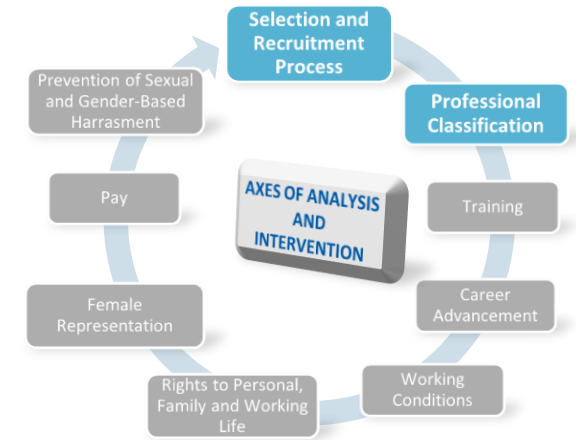 Selection and
Recruitment
Process
Professional
Classification
Training
Career
Advancement
Working
Conditions
Rights to Personal,
Family and Working
Life
Female
Representation
Pay
Prevention of Sexual
and Gender-Based
Harrasment
AXES OF ANALYSIS
AND
INTERVENTION